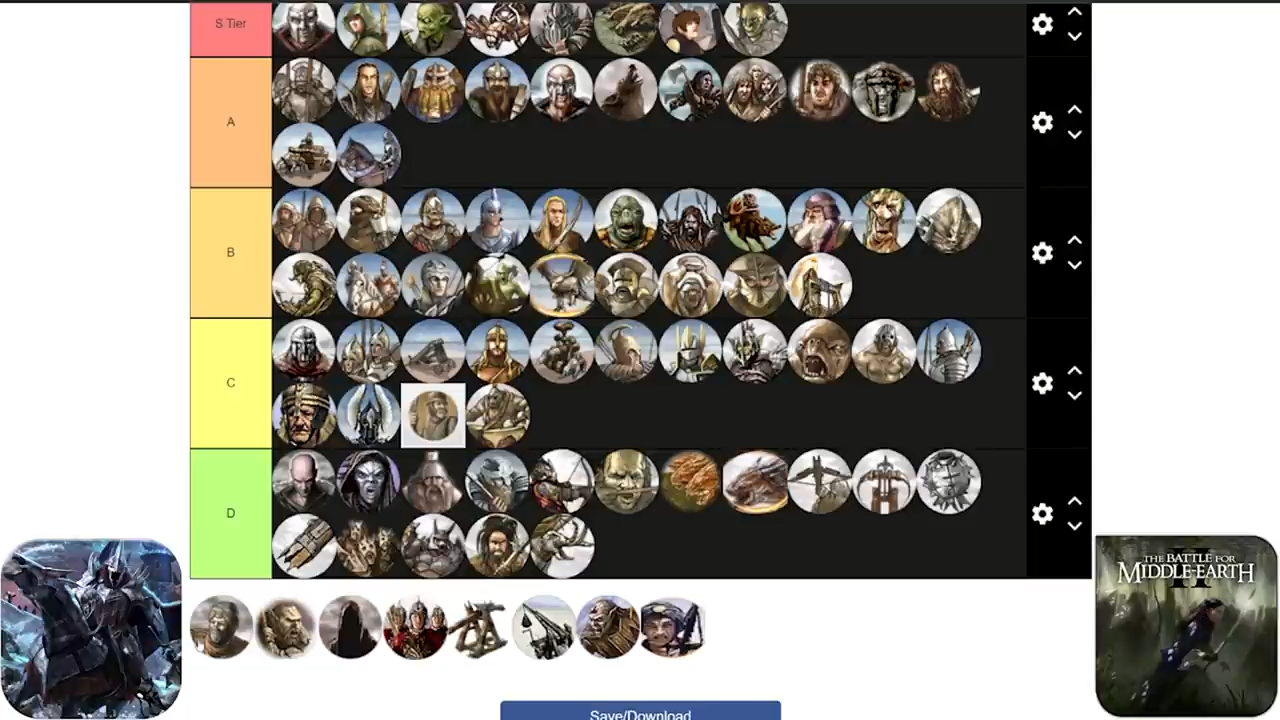 S Tier
A
B
C
D
THE BATTLE FOR
MIDDLE-EARTH
II
Save/Download